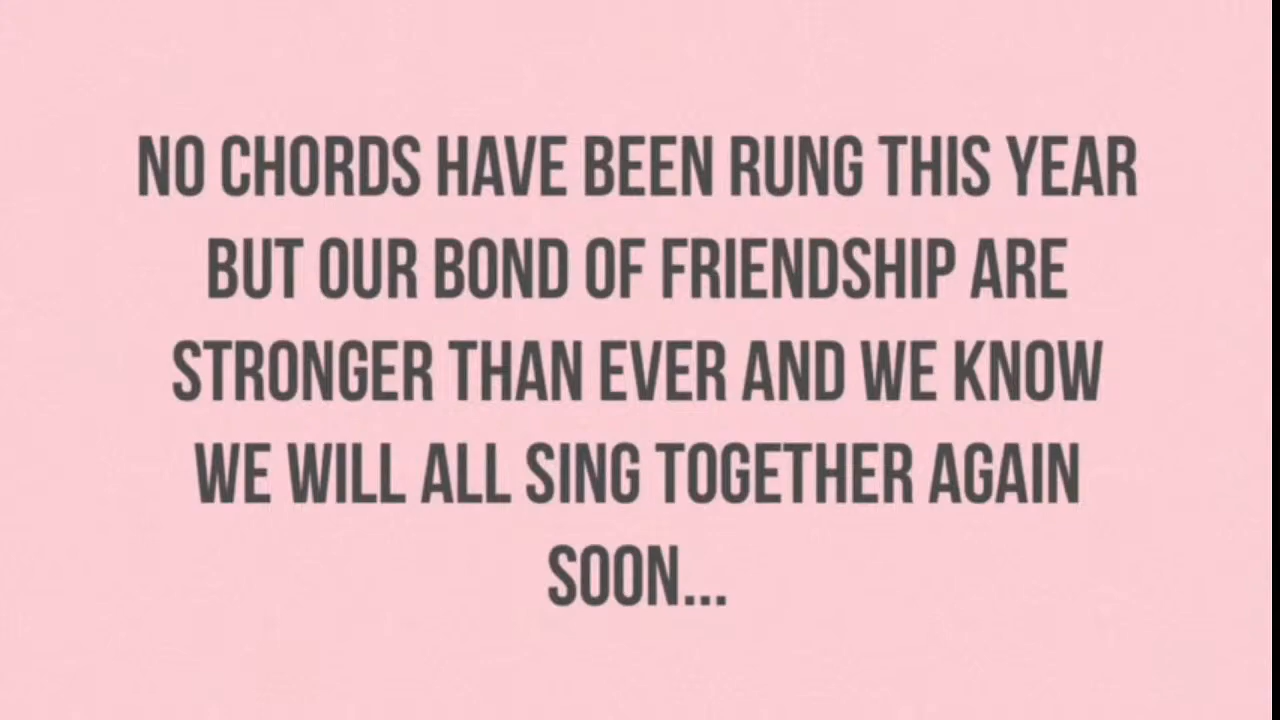 NO CHORDS HAVE BEEN RUNG THIS YEAR
BUT OUR BOND OF FRIENDSHIP ARE
STRONGER THAN EVER AND WE KNOW
WE WILL ALL SING TOGETHER AGAIN
SOON...